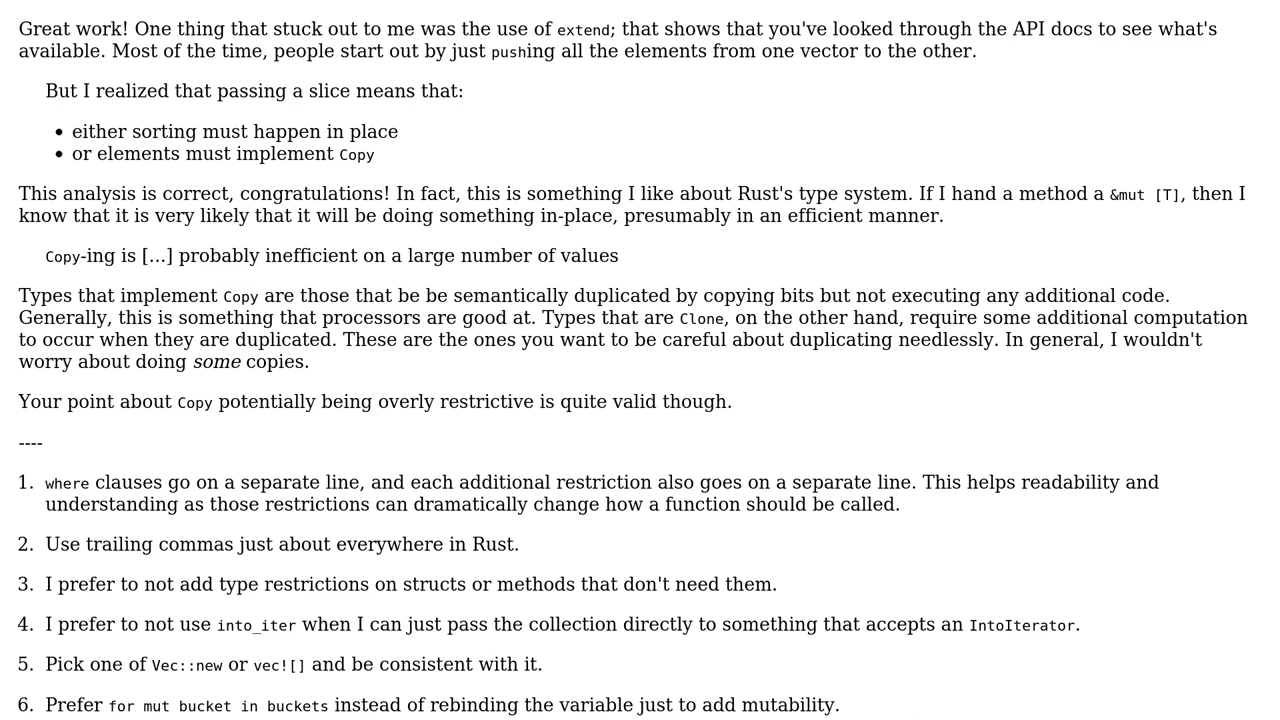 Great work! One thing that stuck out to me was the use of extend; that shows that you've looked through the API docs to see what's
available. Most of the time, people start out by just pushing all the elements from one vector to the other.
But I realized that passing a slice means that:
• either sorting must happen in place
• or elements must implement Copy
This analysis is correct, congratulations! In fact, this is something I like about Rust's type system. If I hand a method a &mut [T], then I
know that it is very likely that it will be doing something in-place, presumably in an efficient manner.
Copy-ing is [...] probably inefficient on a large number of values
Types that implement Copy are those that be be semantically duplicated by copying bits but not executing any additional code.
Generally, this is something that processors are good at. Types that are Clone, on the other hand, require some additional computation
to occur when they are duplicated. These are the ones you want to be careful about duplicating needlessly. In general, I wouldn't
worry about doing some copies.
Your point about Copy potentially being overly restrictive is quite valid though.
----
1. where clauses go on a separate line, and each additional restriction also goes on a separate line. This helps readability and
understanding as those restrictions can dramatically change how a function should be called.
2. Use trailing commas just about everywhere in Rust.
3. I prefer to not add type restrictions on structs or methods that don't need them.
4. I prefer to not use into_iter when I can just pass the collection directly to something that accepts an IntoIterator.
5. Pick one of Vec::new or vec![] and be consistent with it.
6. Prefer for mut bucket in buckets instead of rebinding the variable just to add mutability.